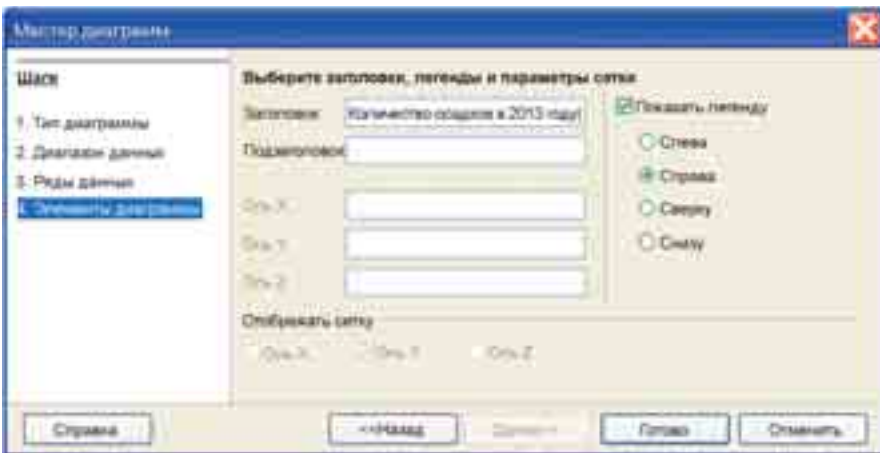 Мастер диаграмм
Шаги
1. Тип диаграммы
2. Диапазон данных
3. Ряды данных
4. Элементы диаграммы
Выберите заголовки, легенды и параметры сетки
Заголовок
Количество осадков в 2013 году
Подзаголовок
Ось X
Ось Y
Ось Z
Показать легенду
Слева
Справа
Сверху
Снизу
Отображать сетку
Ось X
Ось Y
Ось Z
Справка
<<Назад
Далее>>
Готово
Отменить